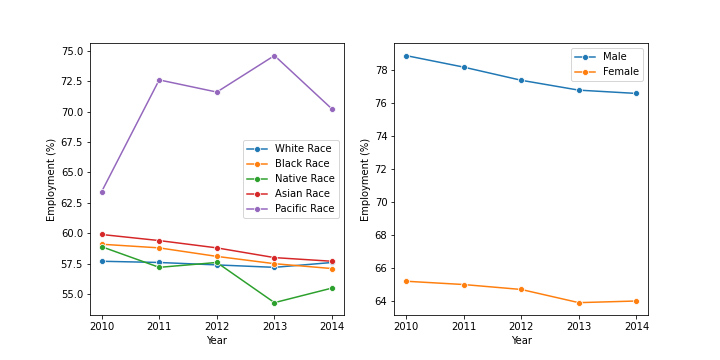 75.0
72.5
70.0
67.5
65.0
62.5
60.0
57.5
55.0
Employment (%)
2010 2011 2012 2013 2014
Year
White Race
Black Race
Native Race
Asian Race
Pacific Race
78
76
74
72
70
68
66
64
Employment (%)
2010 2011 2012 2013 2014
Year
Male
Female